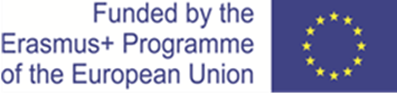 Funded by the
Erasmus+ Programme
of the European Union